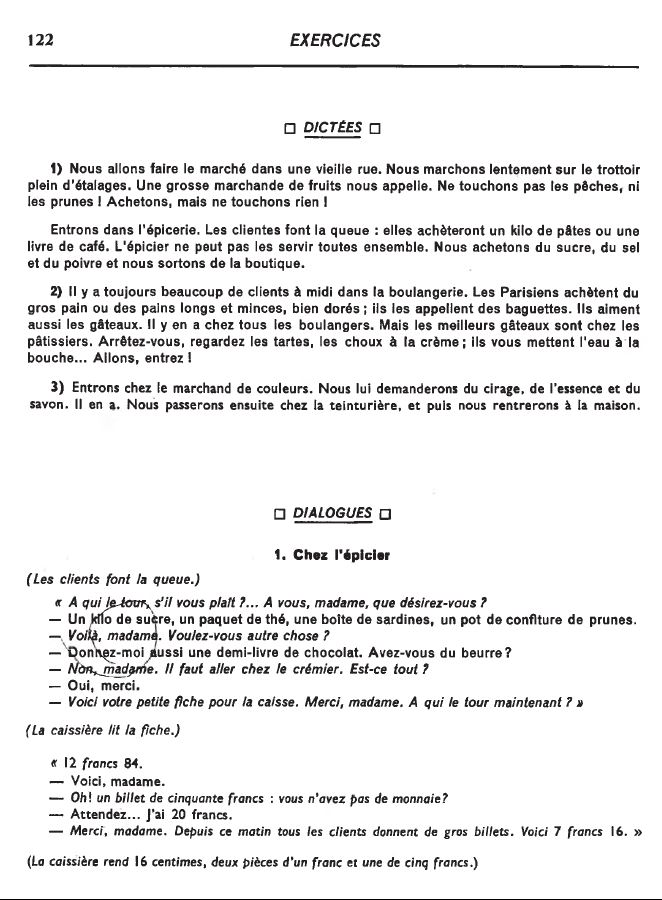 122
EXERCICES
□ DICTÉES □
1) Nous allons faire le marché dans une vieille rue. Nous marchons lentement sur le trottoir
plein d'étalages. Une grosse marchande de fruits nous appelle. Ne touchons pas les pêches, ni
les prunes ! Achetons, mais ne touchons rien !
Entrons dans l'épicerie. Les clientes font la queue : elles achèteront un kilo de pâtes ou une
livre de café. L'épicier ne peut pas les servir toutes ensemble. Nous achetons du sucre, du sel
et du poivre et nous sortons de la boutique.
2) Il y a toujours beaucoup de clients à midi dans la boulangerie. Les Parisiens achètent du
gros pain ou des pains longs et minces, bien dorés ; ils les appellent des baguettes. Ils aiment
aussi les gâteaux. Il y en a chez tous les boulangers. Mais les meilleurs gâteaux sont chez les
pâtissiers. Arrêtez-vous, regardez les tartes, les choux à la crème ; ils vous mettent l'eau à la
bouche... Allons, entrez !
3) Entrons chez le marchand de couleurs. Nous lui demanderons du cirage, de l'essence et du
savon. Il en a. Nous passerons ensuite chez la teinturière, et puis nous rentrerons à la maison.
□ DIALOGUES □
1. Chez l'épicier
(Les clients font la queue.)
« A qui le tour, s'il vous plaît ?... A vous, madame, que désirez-vous ?
— Un kilo de sucre, un paquet de thé, une boîte de sardines, un pot de confiture de prunes.
— Voilà, madame. Voulez-vous autre chose ?
— Donnez-moi aussi une demi-livre de chocolat. Avez-vous du beurre ?
— Non, madame. Il faut aller chez le crémier. Est-ce tout ?
— Oui, merci.
— Voici votre petite fiche pour la caisse. Merci, madame. A qui le tour maintenant ? »
(La caissière lit la fiche.)
« 12 francs 84.
— Voici, madame.
— Oh! un billet de cinquante francs : vous n'avez pas de monnaie?
— Attendez... J'ai 20 francs.
— Merci, madame. Depuis ce matin tous les clients donnent de gros billets. Voici 7 francs 16. »
(La caissière rend 16 centimes, deux pièces d'un franc et une de cinq francs.)